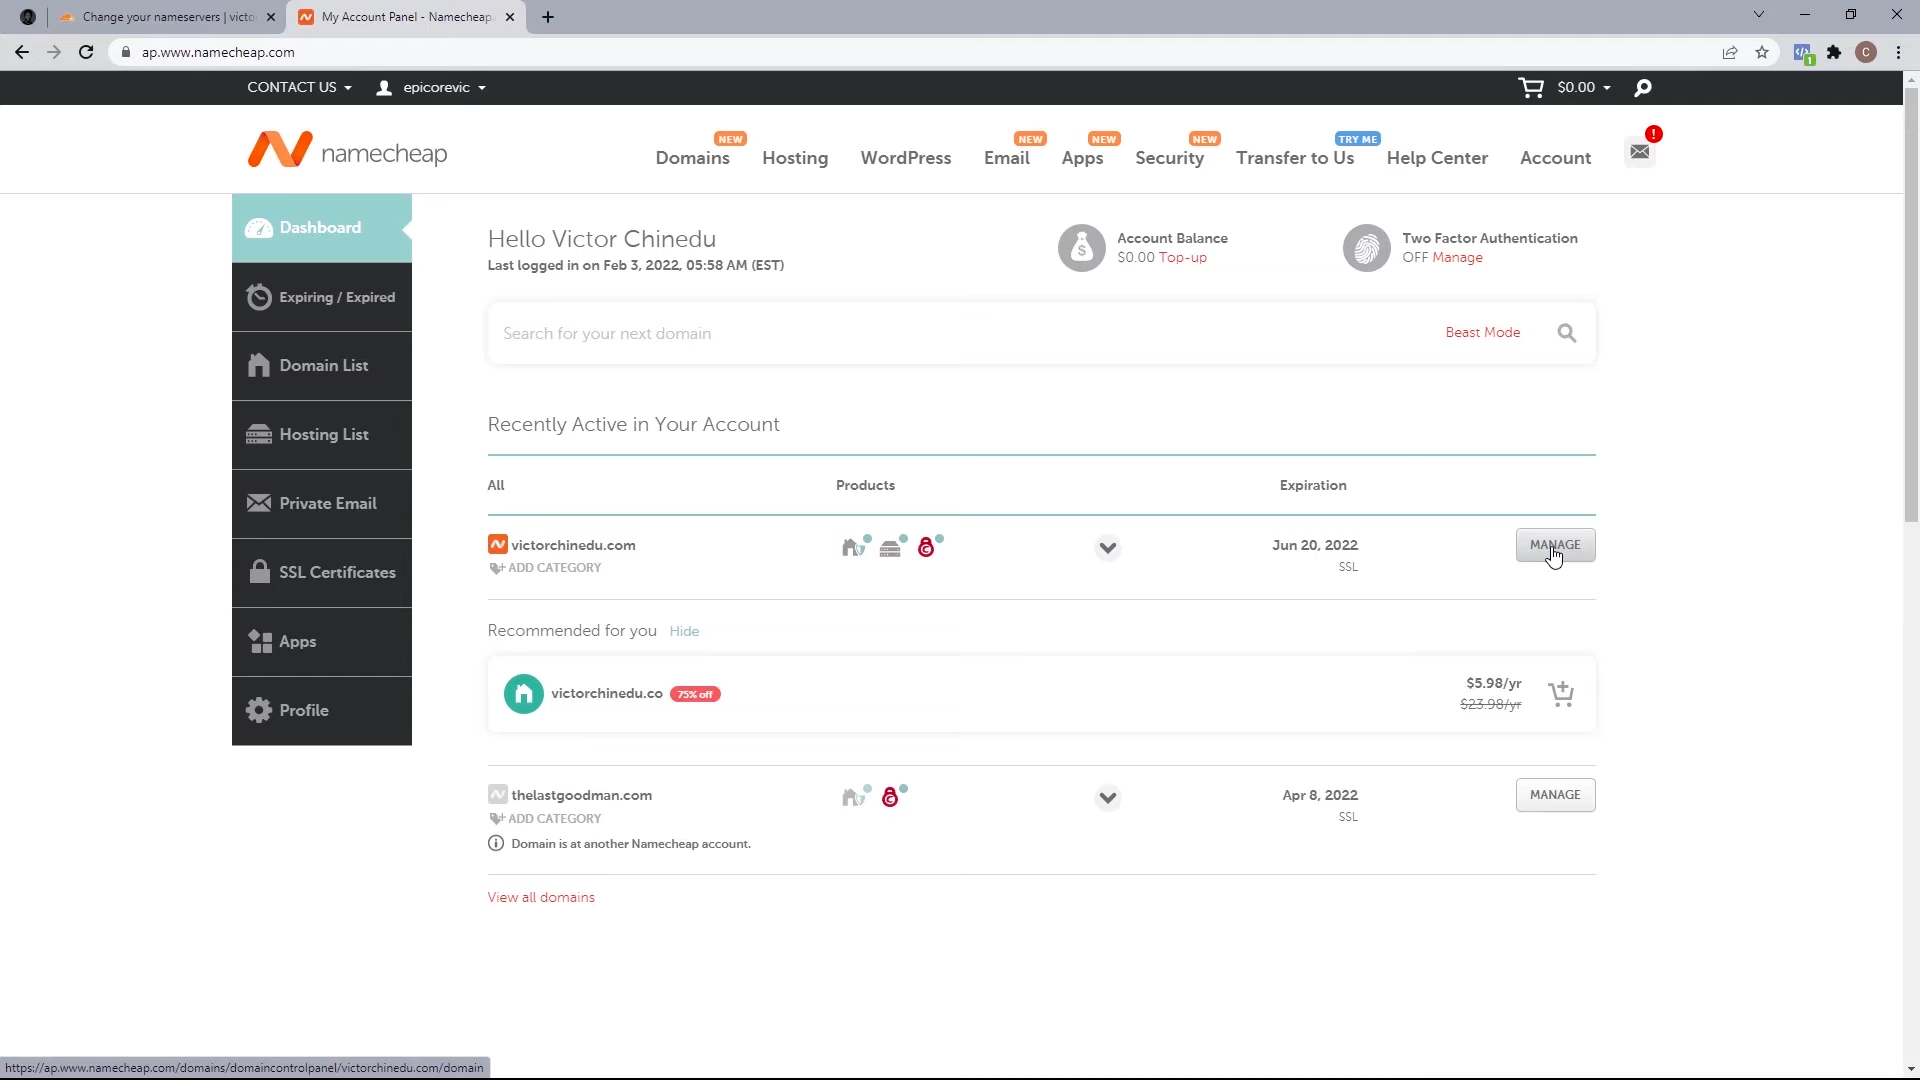 Change your nameservers | victo
My Account Panel - Namecheap.
ap.www.namecheap.com
1
C
CONTACT US
epicorevic
$0.00
namecheap
NEW
Domains
Hosting
WordPress
NEW
Email
NEW
Apps
NEW
Security
TRY ME
Transfer to Us
Help Center
Account
!
Dashboard
Expiring / Expired
Domain List
Hosting List
Private Email
SSL Certificates
Apps
Profile
Hello Victor Chinedu
Last logged in on Feb 3, 2022, 05:58 AM (EST)
$
Account Balance
$0.00 Top-up
Two Factor Authentication
OFF Manage
Search for your next domain
Beast Mode
Recently Active in Your Account
All Products Expiration
victorchinedu.com
ADD CATEGORY
Jun 20, 2022
SSL
MANAGE
Recommended for you Hide
victorchinedu.co 75% off
$5.98/yr
$23.98/yr
thelastgoodman.com
ADD CATEGORY
Domain is at another Namecheap account.
Apr 8, 2022
SSL
MANAGE
View all domains
https://ap.www.namecheap.com/domains/domaincontrolpanel/victorchinedu.com/domain